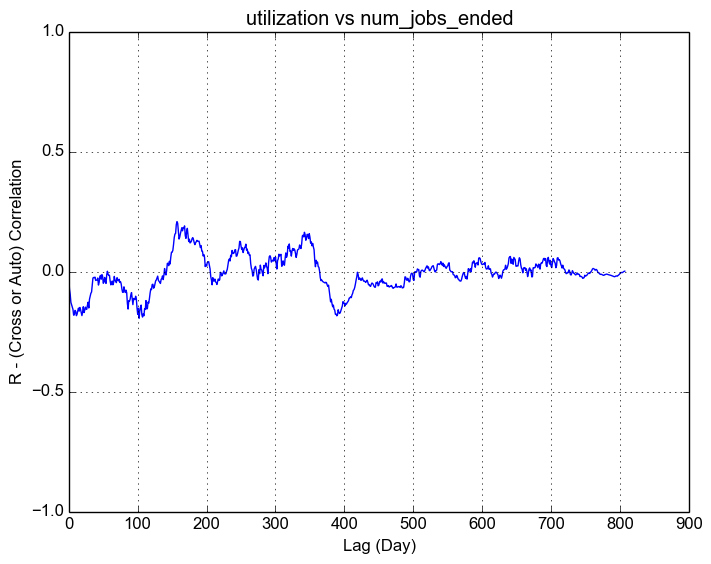 utilization vs num_jobs_ended
1.0
0.5
0.0
−0.5
−1.0
R - (Cross or Auto) Correlation
0 100 200 300 400 500 600 700 800 900
Lag (Day)